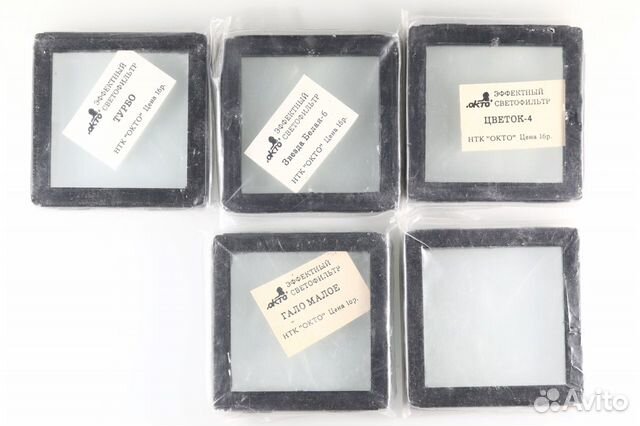 ОКТО
ЭФФЕКТНЫЙ
СВЕТОФИЛЬТР
ТУРБО
НТК "ОКТО" Цена 16р.
ОКТО
ЭФФЕКТНЫЙ
СВЕТОФИЛЬТР
Звезда Белая-6
НТК "ОКТО" Цена 16р.
ОКТО
ЭФФЕКТНЫЙ
СВЕТОФИЛЬТР
ЦВЕТОК-4
НТК "ОКТО" Цена 16р.
ОКТО
ЭФФЕКТНЫЙ
СВЕТОФИЛЬТР
ГАЛО МАЛОЕ
НТК "ОКТО" Цена 16р.
Avito